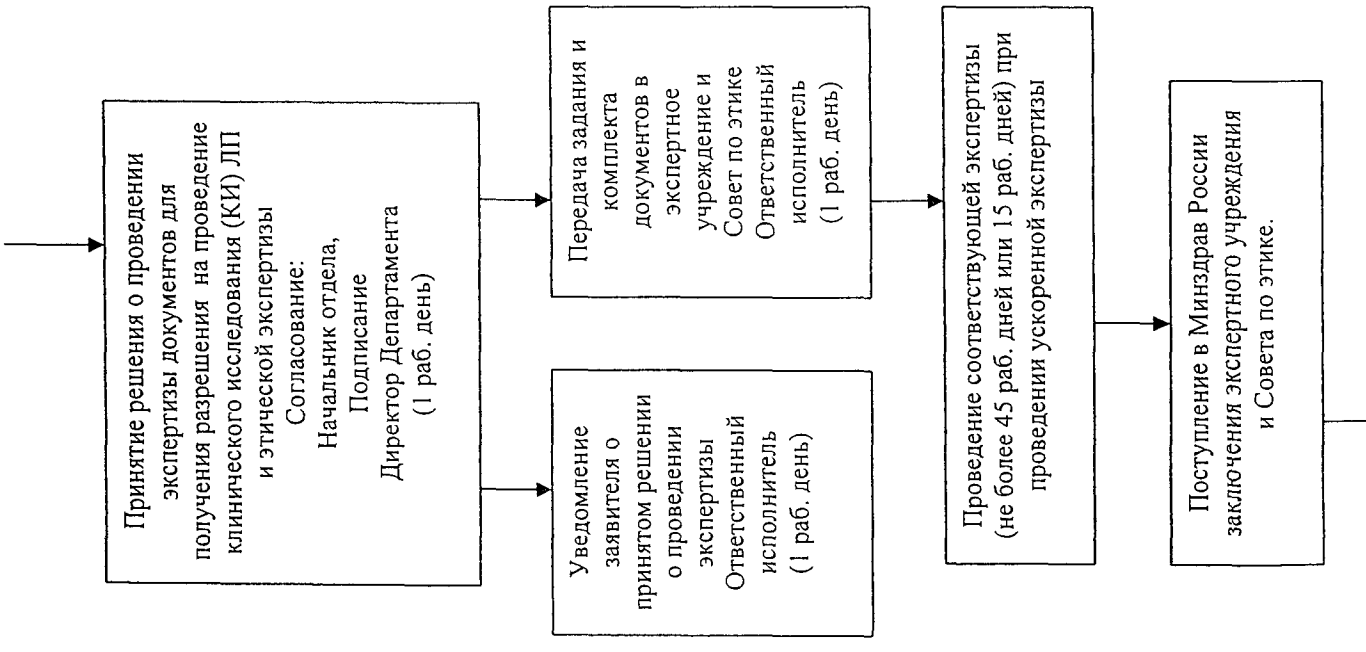 Принятие решения о проведении
экспертизы документов для
получения разрешения на проведение
клинического исследования (КИ) ЛП
и этической экспертизы
Согласование:
Начальник отдела,
Подписание
Директор Департамента
(1 раб. день)
Уведомление
заявителя о
принятом решении
о проведении
экспертизы
Ответственный
исполнитель
(1 раб. день)
Передача задания и
комплекта
документов в
экспертное
учреждение и
Совет по этике
Ответственный
исполнитель
(1 раб. день)
Проведение соответствующей экспертизы
(не более 45 раб. дней или 15 раб. дней) при
проведении ускоренной экспертизы
Поступление в Минздрав России
заключения экспертного учреждения
и Совета по этике.